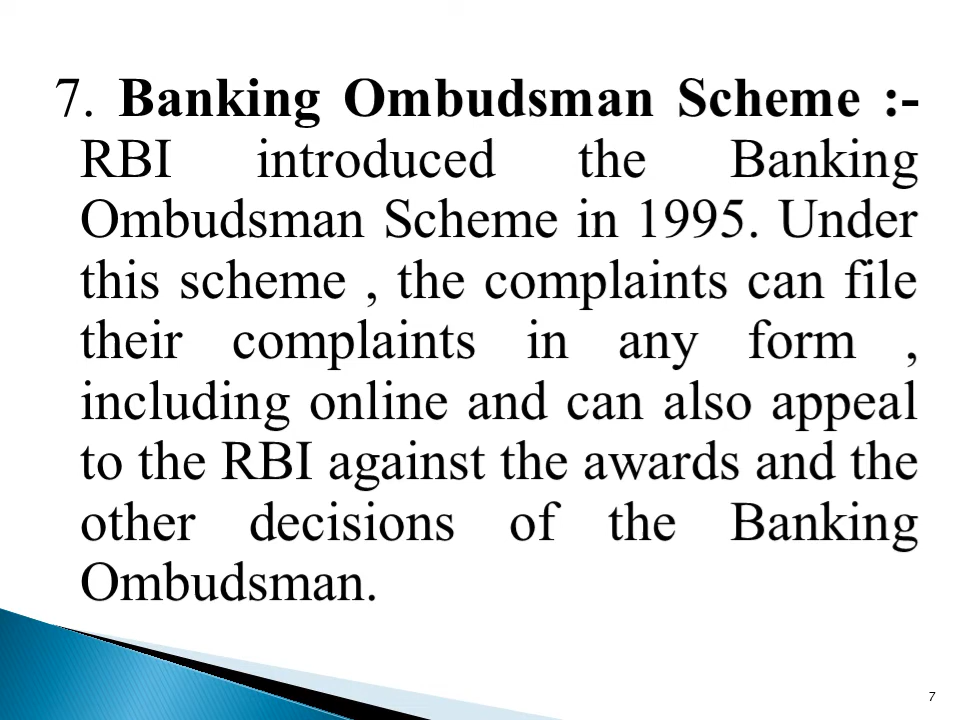 7. Banking Ombudsman Scheme :-
RBI introduced the Banking
Ombudsman Scheme in 1995. Under
this scheme , the complaints can file
their complaints in any form ,
including online and can also appeal
to the RBI against the awards and the
other decisions of the Banking
Ombudsman.
7